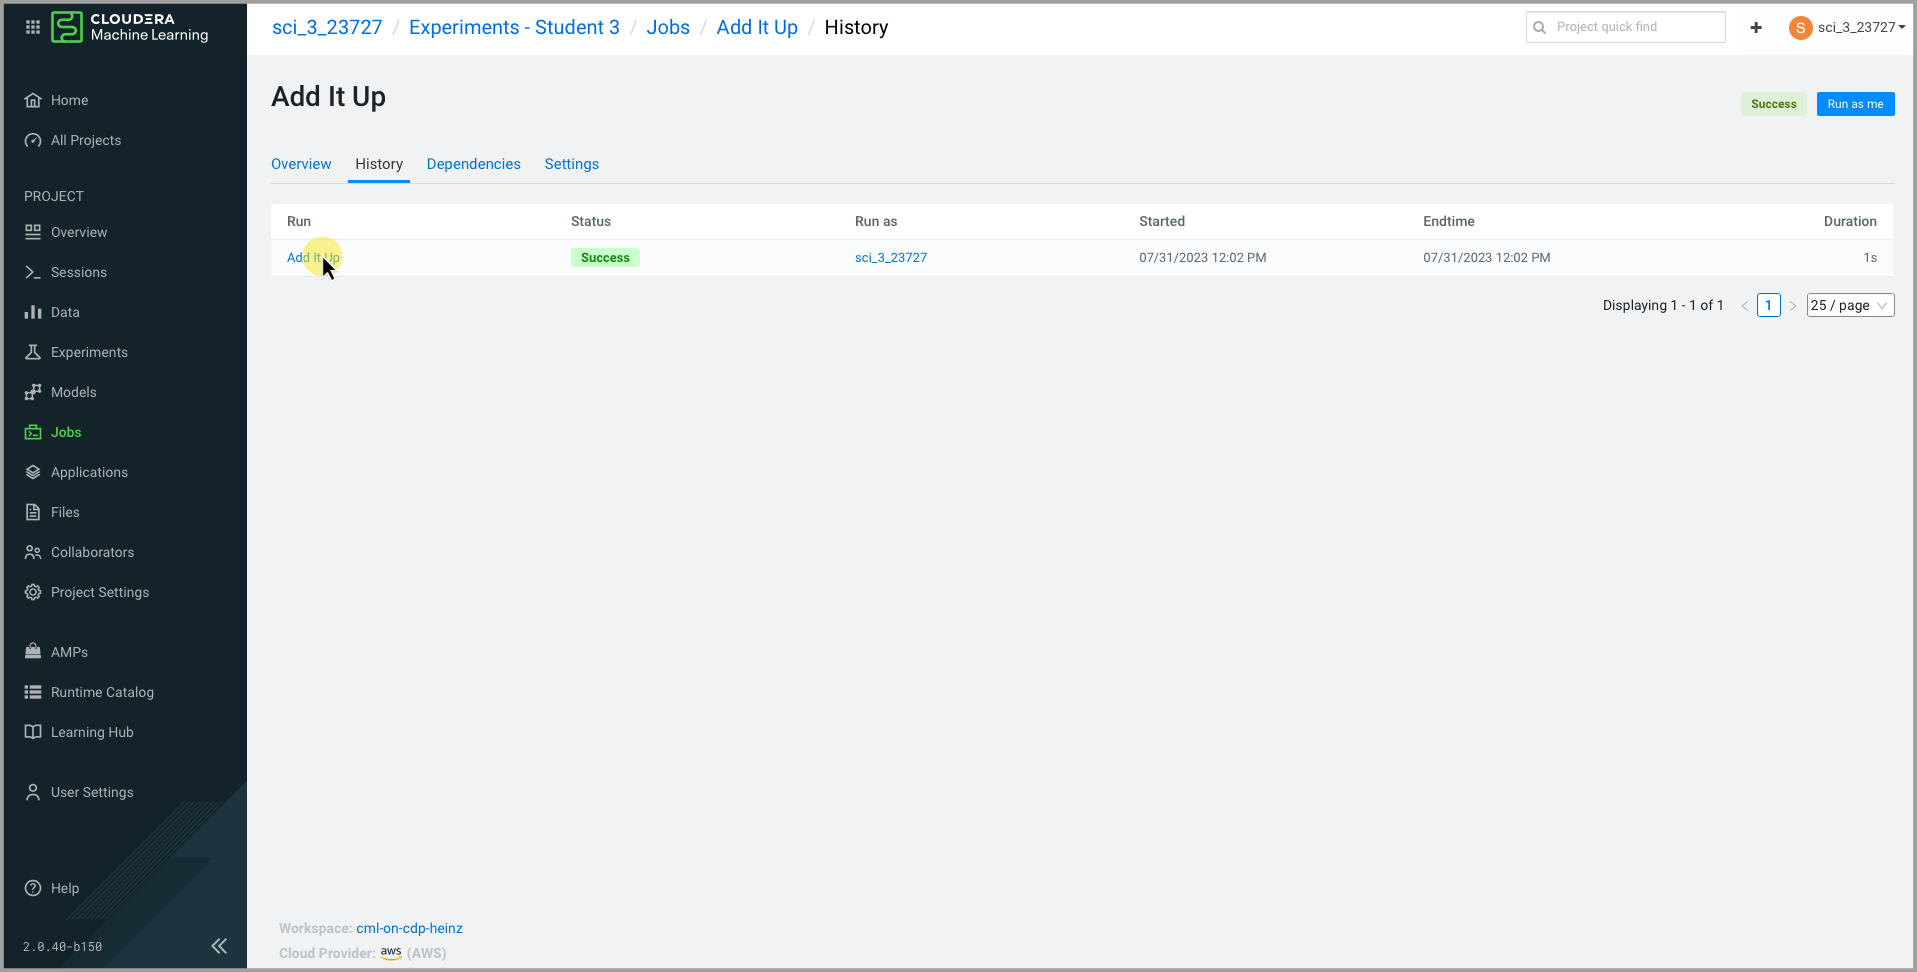 CLOUDERA
Machine Learning
sci_3_23727 / Experiments - Student 3 / Jobs / Add It Up / History
Project quick find
+
S
sci_3_23727
Home
All Projects
PROJECT
Overview
Sessions
Data
Experiments
Models
Jobs
Applications
Files
Collaborators
Project Settings
AMPs
Runtime Catalog
Learning Hub
User Settings
Help
2.0.40-b150
Add It Up
Success
Run as me
Overview History Dependencies Settings
Run Status Run as Started Endtime Duration
Add It Up Success sci_3_23727 07/31/2023 12:02 PM 07/31/2023 12:02 PM 1s
Displaying 1 - 1 of 1 < 1 > 25 / page
Workspace: cml-on-cdp-heinz
Cloud Provider: aws (AWS)